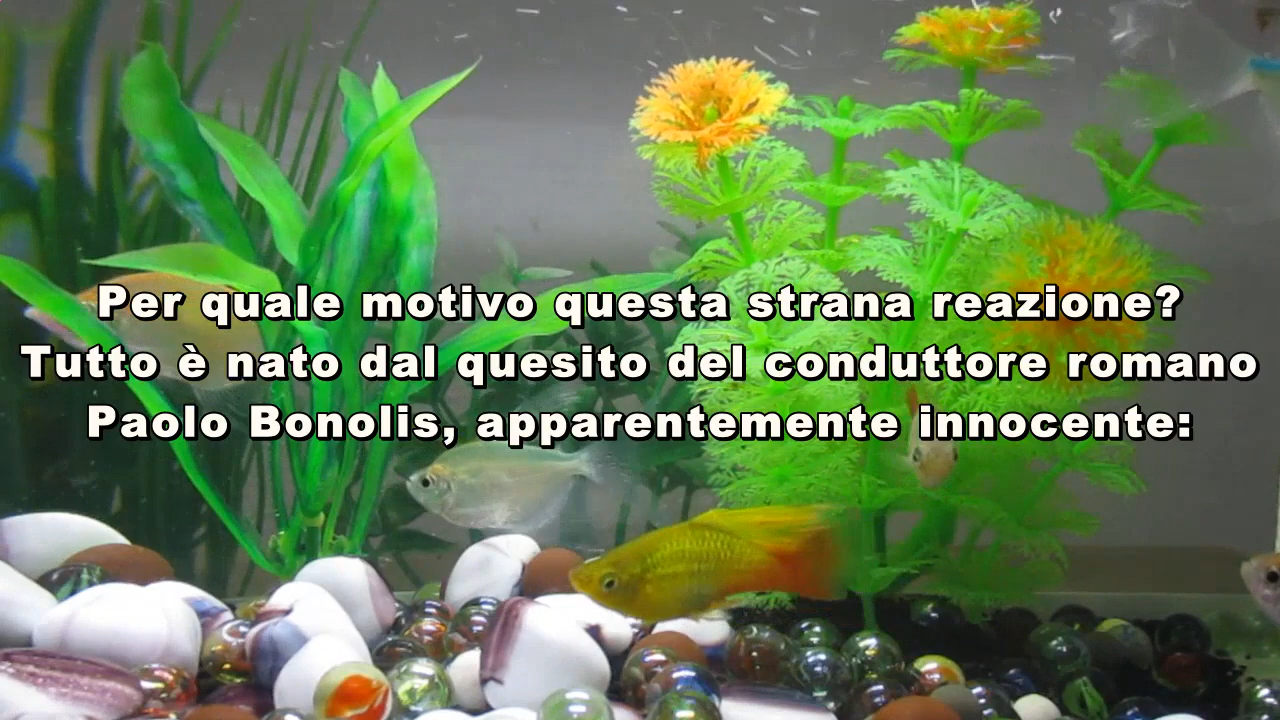 Per quale motivo questa strana reazione?
Tutto è nato dal quesito del conduttore romano
Paolo Bonolis, apparentemente innocente: